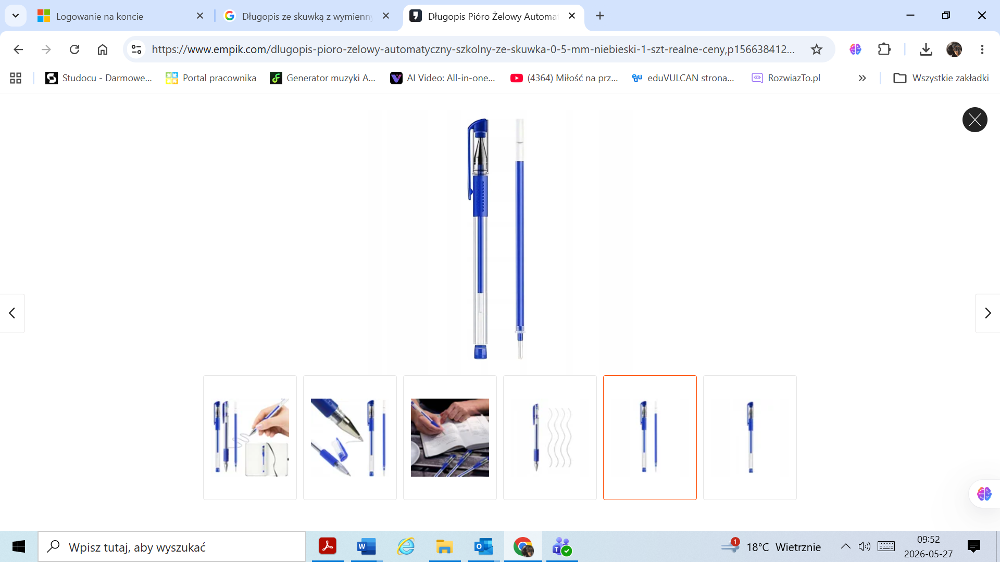 Logowanie na koncie
Długopis ze skuwką z wymienny
Długopis Pióro Żelowy Automa
https://www.empik.com/dlugopis-pioro-zelowy-automatyczny-szkolny-ze-skuwka-0-5-mm-niebieski-1-szt-realne-ceny,p156638412...
Studocu - Darmowe...
Portal pracownika
Generator muzyki A...
AI Video: All-in-one...
(4364) Miłość na prz...
eduVULCAN strona...
RozwiazTo.pl
Wszystkie zakładki
Wpisz tutaj, aby wyszukać
1
18°C Wietrznie
09:52
2026-05-27